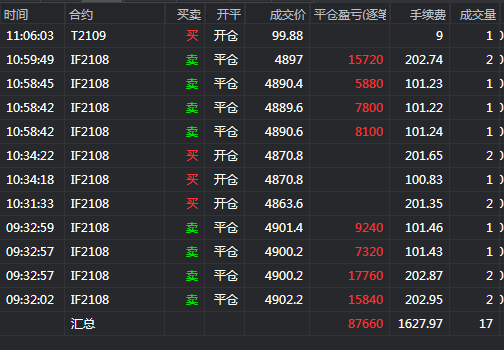 时间 合约 买卖 开平 成交价 平仓盈亏(逐笔 手续费 成交量
11:06:03 T2109 买 开仓 99.88 9 1
10:59:49 IF2108 卖 平仓 4897 15720 202.74 2
10:58:45 IF2108 卖 平仓 4890.4 5880 101.23 1
10:58:42 IF2108 卖 平仓 4889.6 7800 101.22 1
10:58:42 IF2108 卖 平仓 4890.6 8100 101.24 1
10:34:22 IF2108 买 开仓 4870.8 201.65 2
10:34:18 IF2108 买 开仓 4870.8 100.83 1
10:31:33 IF2108 买 开仓 4863.6 201.35 2
09:32:59 IF2108 卖 平仓 4901.4 9240 101.46 1
09:32:57 IF2108 卖 平仓 4900.2 7320 101.43 1
09:32:57 IF2108 卖 平仓 4900.2 17760 202.87 2
09:32:02 IF2108 卖 平仓 4902.2 15840 202.95 2
汇总 87660 1627.97 17